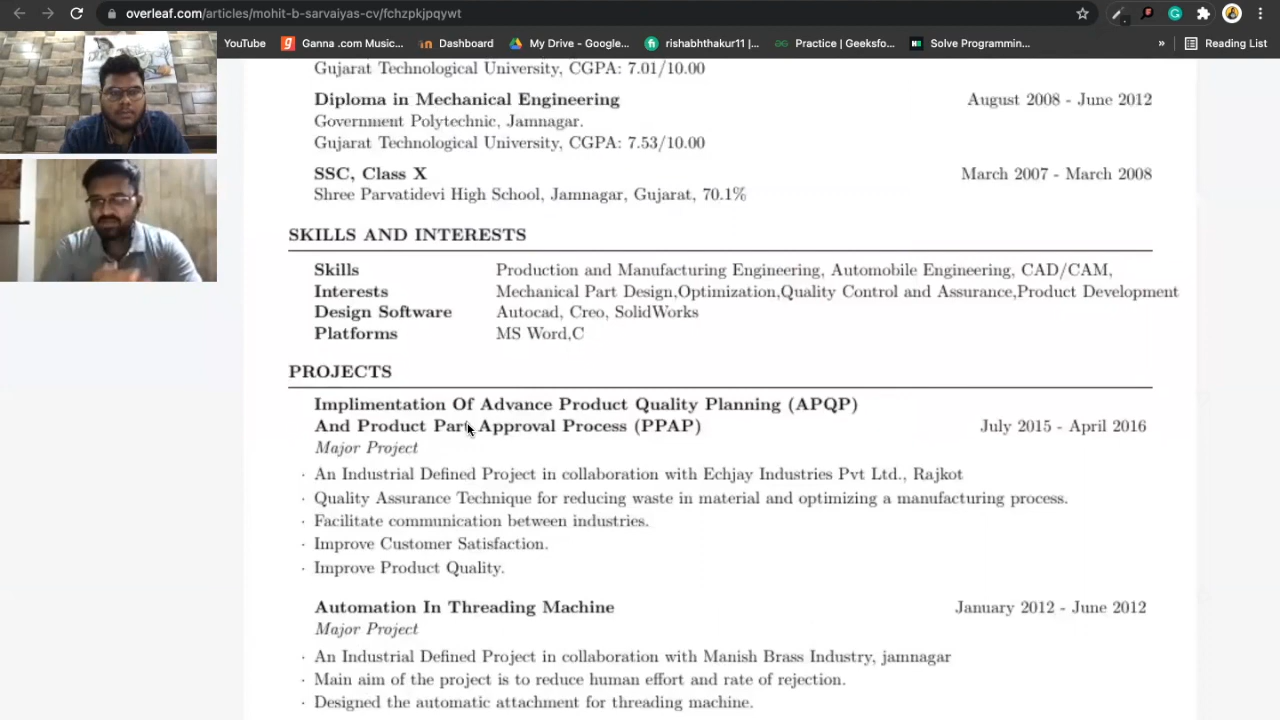 overleaf.com/articles/mohit-b-sarvaiyas-cv/fchzpkjpqywt
YouTube Ganna .com Music... Dashboard My Drive - Google... rishabhthakur11 |... Practice | Geeksfo... Solve Programmin... » Reading List
Gujarat Technological University, CGPA: 7.01/10.00
Diploma in Mechanical Engineering August 2008 - June 2012
Government Polytechnic, Jamnagar.
Gujarat Technological University, CGPA: 7.53/10.00
SSC, Class X March 2007 - March 2008
Shree Parvatidevi High School, Jamnagar, Gujarat, 70.1%
SKILLS AND INTERESTS
Skills Production and Manufacturing Engineering, Automobile Engineering, CAD/CAM,
Interests Mechanical Part Design,Optimization,Quality Control and Assurance,Product Development
Design Software Autocad, Creo, SolidWorks
Platforms MS Word,C
PROJECTS
Implimentation Of Advance Product Quality Planning (APQP)
And Product Part Approval Process (PPAP) July 2015 - April 2016
Major Project
· An Industrial Defined Project in collaboration with Echjay Industries Pvt Ltd., Rajkot
· Quality Assurance Technique for reducing waste in material and optimizing a manufacturing process.
· Facilitate communication between industries.
· Improve Customer Satisfaction.
· Improve Product Quality.
Automation In Threading Machine January 2012 - June 2012
Major Project
· An Industrial Defined Project in collaboration with Manish Brass Industry, jamnagar
· Main aim of the project is to reduce human effort and rate of rejection.
· Designed the automatic attachment for threading machine.